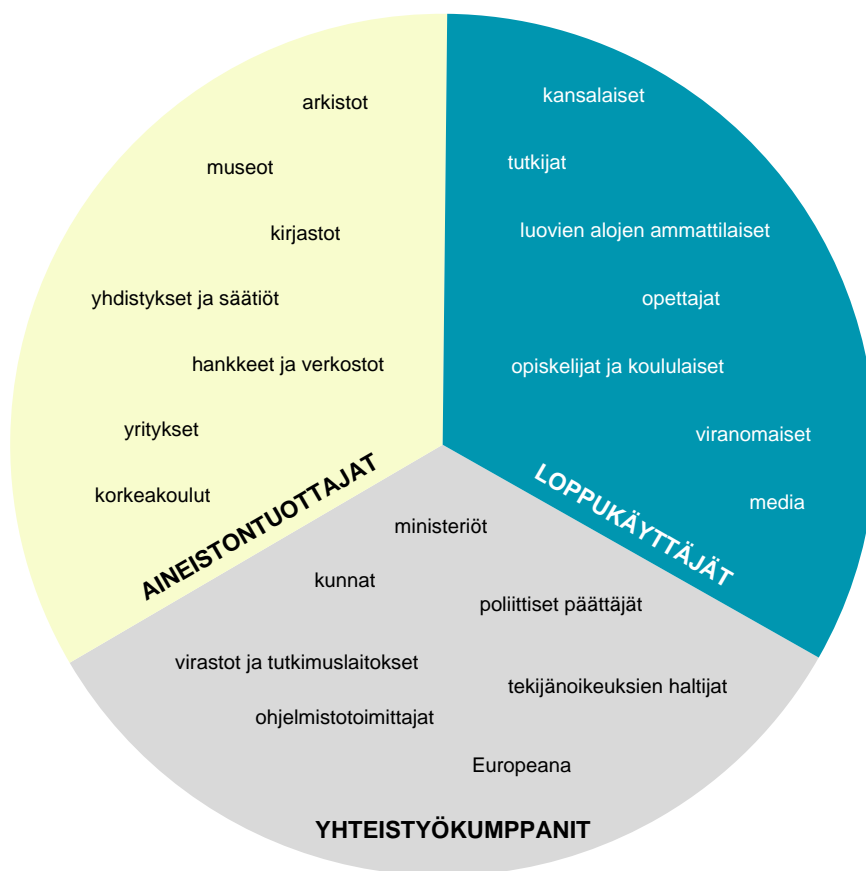 arkistot
museot
kirjastot
yhdistykset ja säätiöt
hankkeet ja verkostot
yritykset
korkeakoulut
AINEISTONTUOTTAJAT
kansalaiset
tutkijat
luovien alojen ammattilaiset
opettajat
opiskelijat ja koululaiset
viranomaiset
media
LOPPUKÄYTTÄJÄT
ministeriöt
kunnat
poliittiset päättäjät
virastot ja tutkimuslaitokset
tekijänoikeuksien haltijat
ohjelmistotoimittajat
Europeana
YHTEISTYÖKUMPPANIT